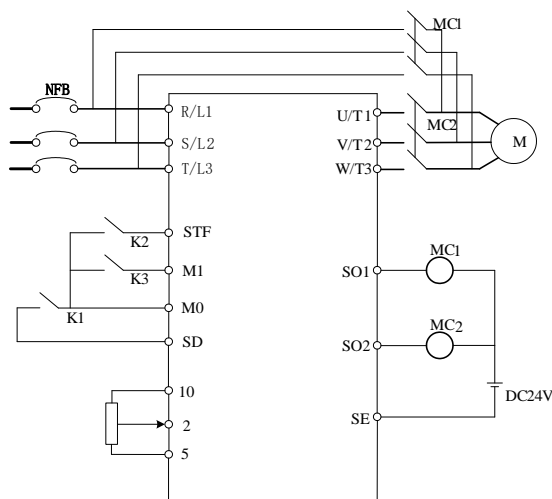 MC1
NFB
R/L1
U/T1
MC2
S/L2
V/T2
M
T/L3
W/T3
STF
K2
M1
K3
SO1
MC1
M0
K1
SD
SO2
MC2
10
DC24V
2
SE
5